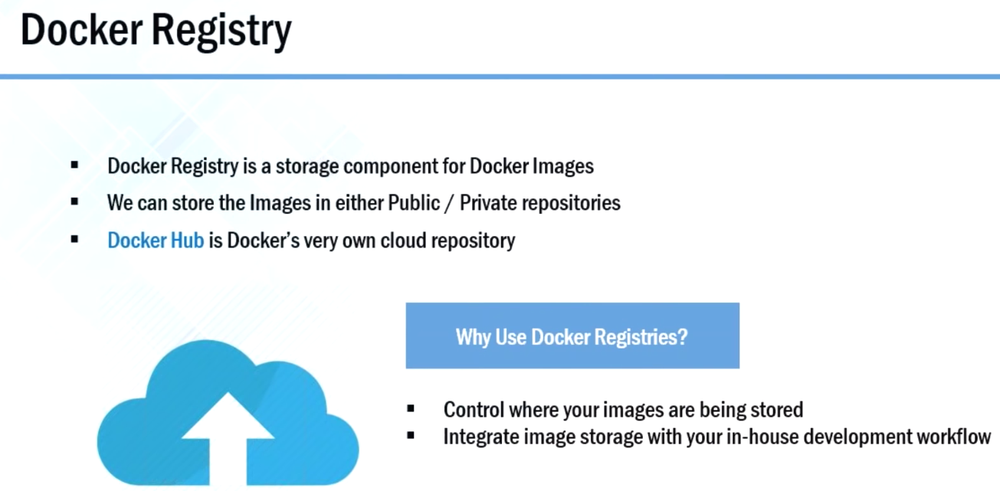 Docker Registry
▪ Docker Registry is a storage component for Docker Images
▪ We can store the Images in either Public / Private repositories
▪ Docker Hub is Docker’s very own cloud repository
Why Use Docker Registries?
▪ Control where your images are being stored
▪ Integrate image storage with your in-house development workflow